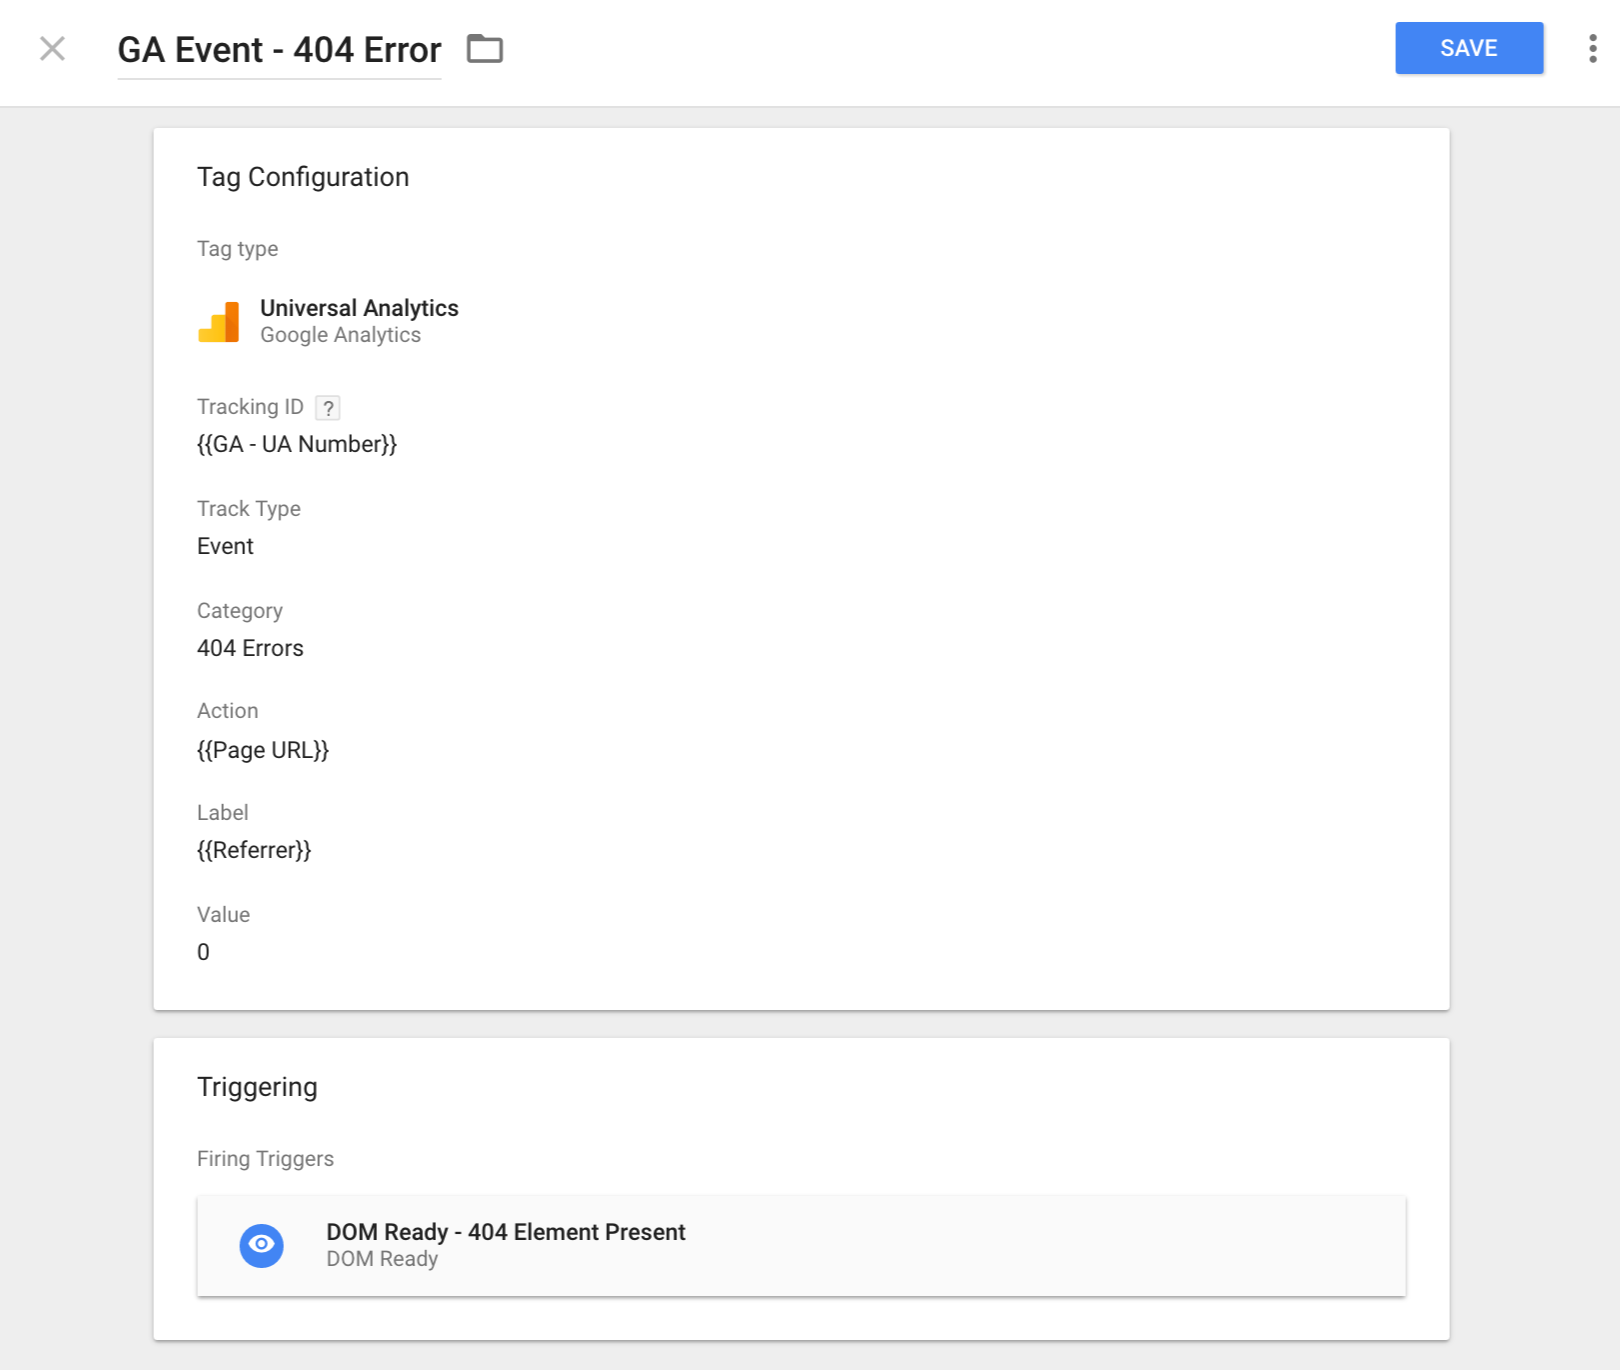 GA Event - 404 Error
SAVE
Tag Configuration
Tag type
Universal Analytics
Google Analytics
Tracking ID ?
{{GA - UA Number}}
Track Type
Event
Category
404 Errors
Action
{{Page URL}}
Label
{{Referrer}}
Value
0
Triggering
Firing Triggers
DOM Ready - 404 Element Present
DOM Ready